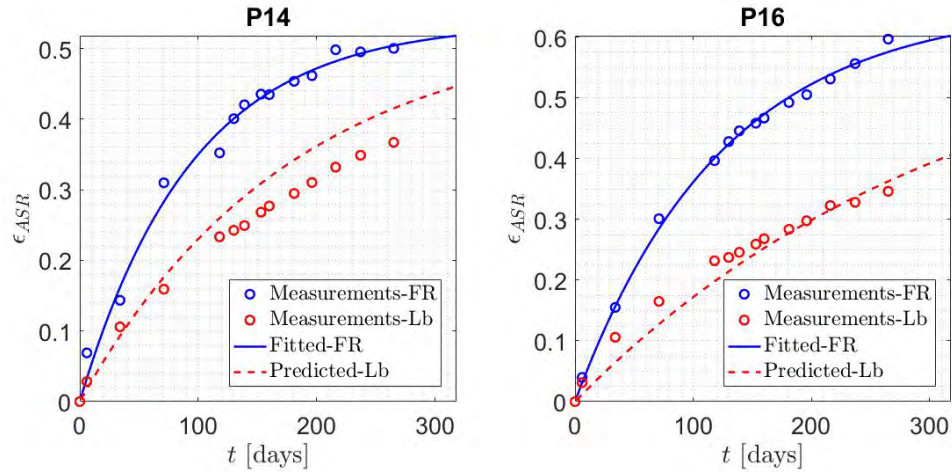 P14
0.5
0.4
0.3
0.2
0.1
0
ϵ_ASR
0 100 200 300
t [days]
Measurements-FR
Measurements-Lb
Fitted-FR
Predicted-Lb
P16
0.6
0.5
0.4
0.3
0.2
0.1
0
ϵ_ASR
0 100 200 300
t [days]
Measurements-FR
Measurements-Lb
Fitted-FR
Predicted-Lb